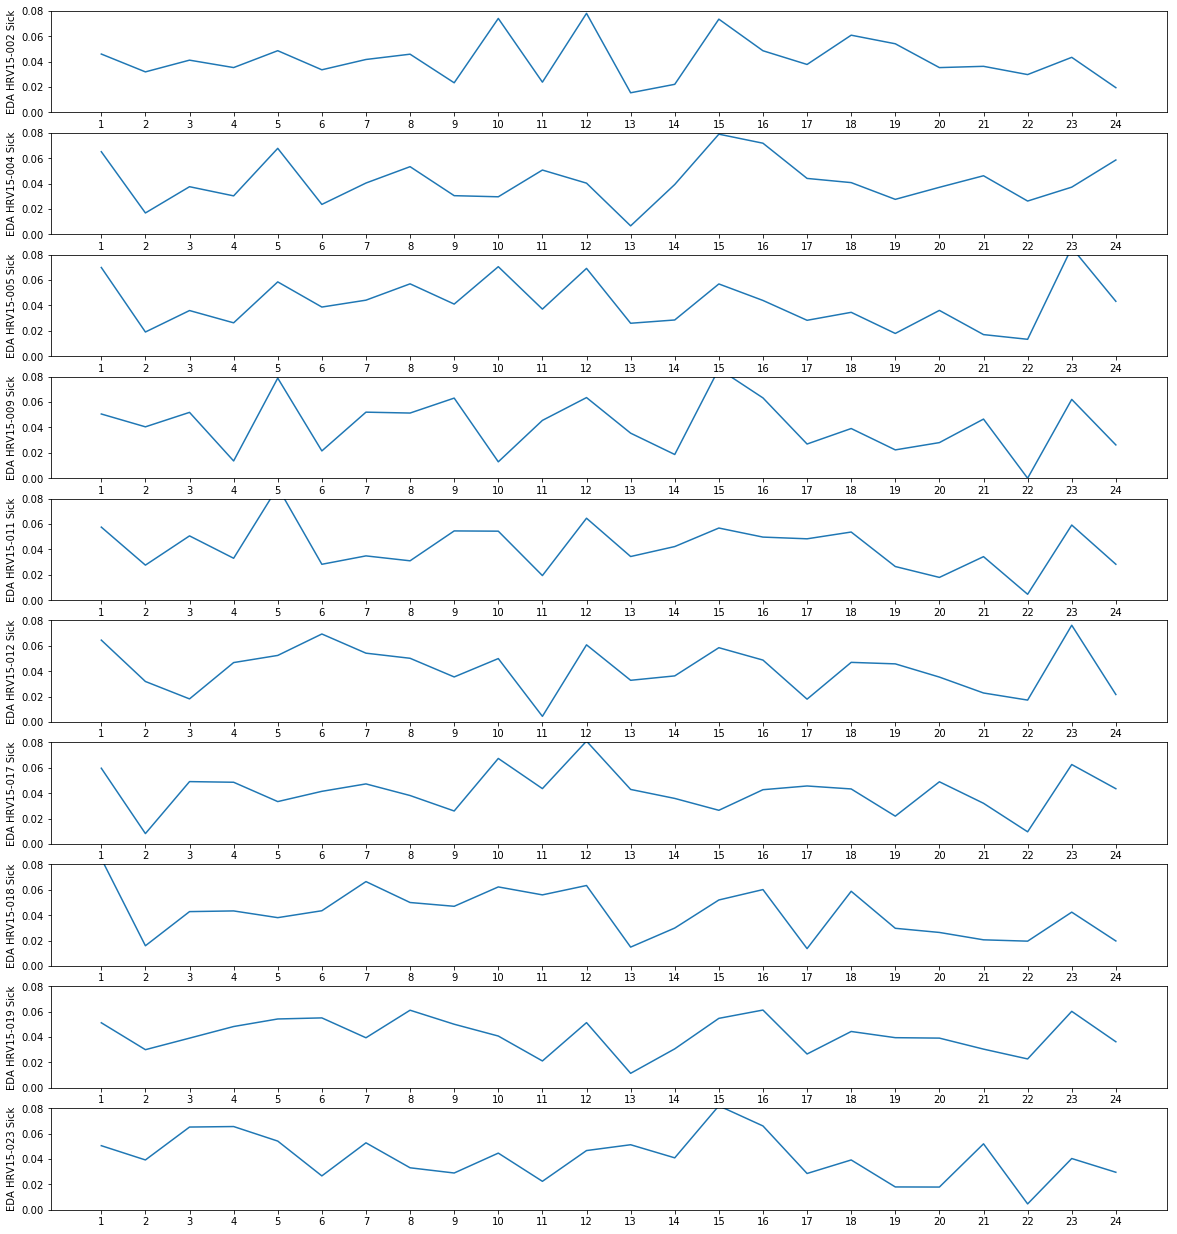 EDA HRV15-002 Sick
0.08
0.06
0.04
0.02
0.00
1 2 3 4 5 6 7 8 9 10 11 12 13 14 15 16 17 18 19 20 21 22 23 24
EDA HRV15-004 Sick
0.08
0.06
0.04
0.02
0.00
1 2 3 4 5 6 7 8 9 10 11 12 13 14 15 16 17 18 19 20 21 22 23 24
EDA HRV15-005 Sick
0.08
0.06
0.04
0.02
0.00
1 2 3 4 5 6 7 8 9 10 11 12 13 14 15 16 17 18 19 20 21 22 23 24
EDA HRV15-009 Sick
0.08
0.06
0.04
0.02
0.00
1 2 3 4 5 6 7 8 9 10 11 12 13 14 15 16 17 18 19 20 21 22 23 24
EDA HRV15-011 Sick
0.08
0.06
0.04
0.02
0.00
1 2 3 4 5 6 7 8 9 10 11 12 13 14 15 16 17 18 19 20 21 22 23 24
EDA HRV15-012 Sick
0.08
0.06
0.04
0.02
0.00
1 2 3 4 5 6 7 8 9 10 11 12 13 14 15 16 17 18 19 20 21 22 23 24
EDA HRV15-017 Sick
0.08
0.06
0.04
0.02
0.00
1 2 3 4 5 6 7 8 9 10 11 12 13 14 15 16 17 18 19 20 21 22 23 24
EDA HRV15-018 Sick
0.08
0.06
0.04
0.02
0.00
1 2 3 4 5 6 7 8 9 10 11 12 13 14 15 16 17 18 19 20 21 22 23 24
EDA HRV15-019 Sick
0.08
0.06
0.04
0.02
0.00
1 2 3 4 5 6 7 8 9 10 11 12 13 14 15 16 17 18 19 20 21 22 23 24
EDA HRV15-023 Sick
0.08
0.06
0.04
0.02
0.00
1 2 3 4 5 6 7 8 9 10 11 12 13 14 15 16 17 18 19 20 21 22 23 24